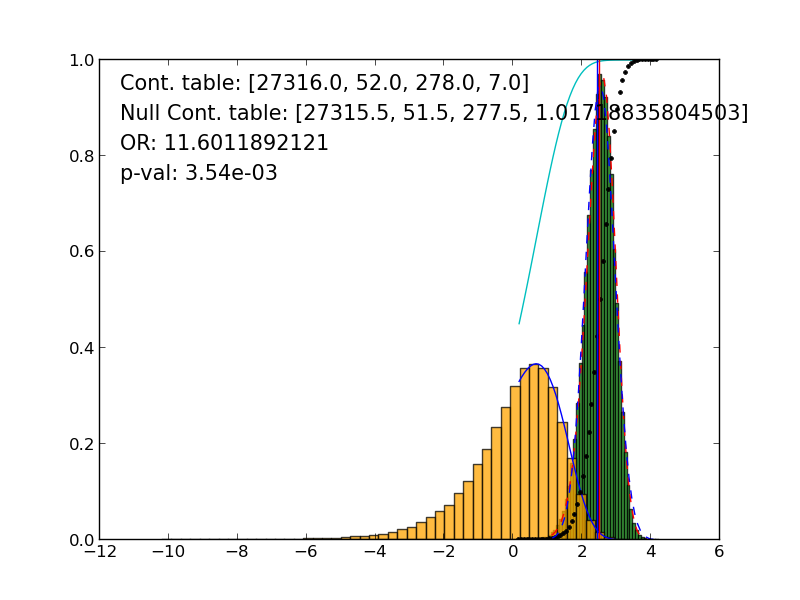 1.0
Cont. table: [27316.0, 52.0, 278.0, 7.0]
Null Cont. table: [27315.5, 51.5, 277.5, 1.01718835804503]
OR: 11.6011892121
p-val: 3.54e-03
0.8
0.6
0.4
0.2
0.0
−12 −10 −8 −6 −4 −2 0 2 4 6